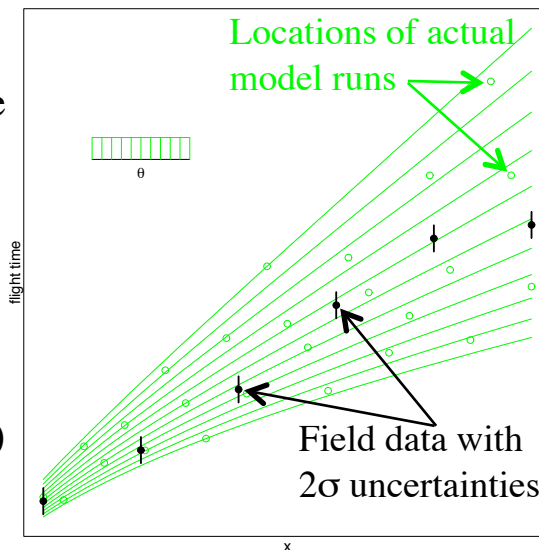 Locations of actual
model runs
e
θ
flight time
)
Field data with
2σ uncertainties
x